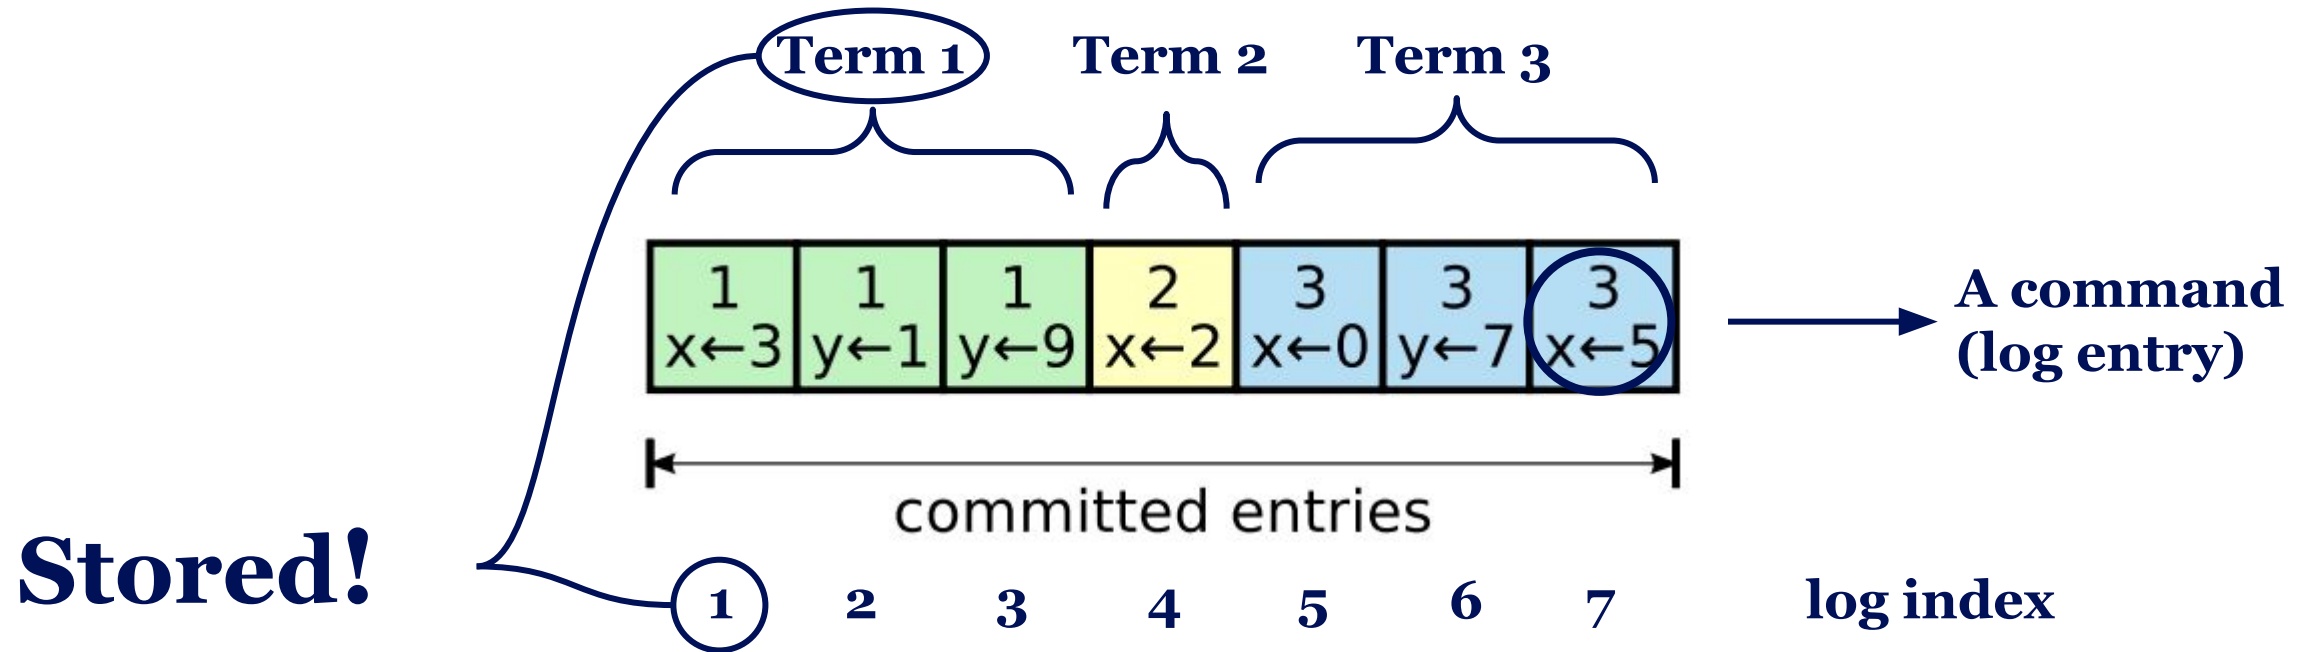 Term 1 Term 2 Term 3
1 1 1 2 3 3 3
x←3 y←1 y←9 x←2 x←0 y←7 x←5
A command
(log entry)
committed entries
Stored!
1 2 3 4 5 6 7 log index